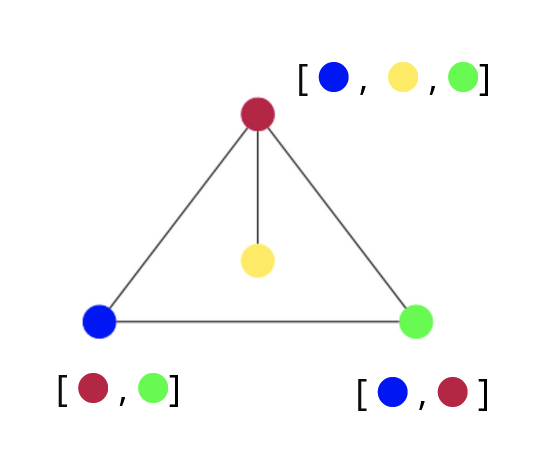 [ , , ]
[ , ]
[ , ]